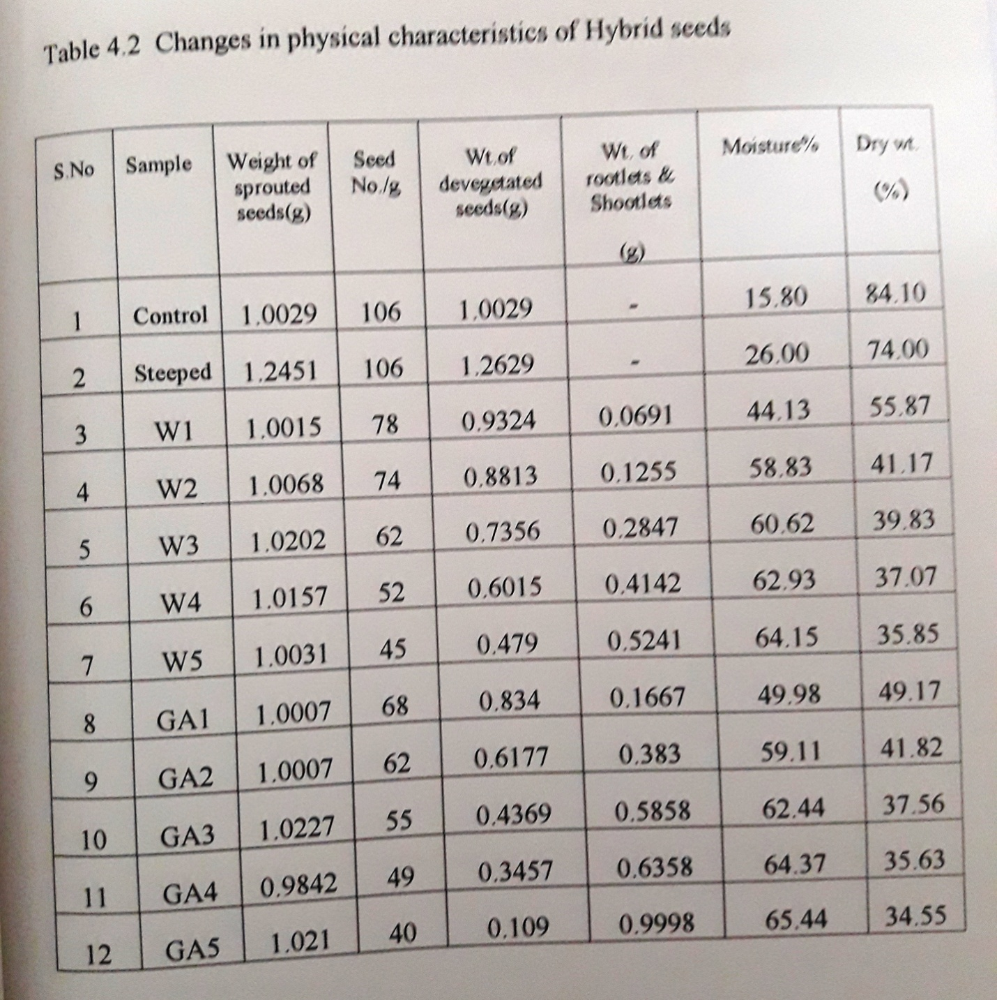 Table 4.2 Changes in physical characteristics of Hybrid seeds
S.No Sample Weight of sprouted seeds(g) Seed No./g Wt.of devegetated seeds(g) Wt. of rootlets & Shootlets (g) Moisture% Dry wt. (%)
1 Control 1.0029 106 1.0029 - 15.80 84.10
2 Steeped 1.2451 106 1.2629 - 26.00 74.00
3 W1 1.0015 78 0.9324 0.0691 44.13 55.87
4 W2 1.0068 74 0.8813 0.1255 58.83 41.17
5 W3 1.0202 62 0.7356 0.2847 60.62 39.83
6 W4 1.0157 52 0.6015 0.4142 62.93 37.07
7 W5 1.0031 45 0.479 0.5241 64.15 35.85
8 GA1 1.0007 68 0.834 0.1667 49.98 49.17
9 GA2 1.0007 62 0.6177 0.383 59.11 41.82
10 GA3 1.0227 55 0.4369 0.5858 62.44 37.56
11 GA4 0.9842 49 0.3457 0.6358 64.37 35.63
12 GA5 1.021 40 0.109 0.9998 65.44 34.55